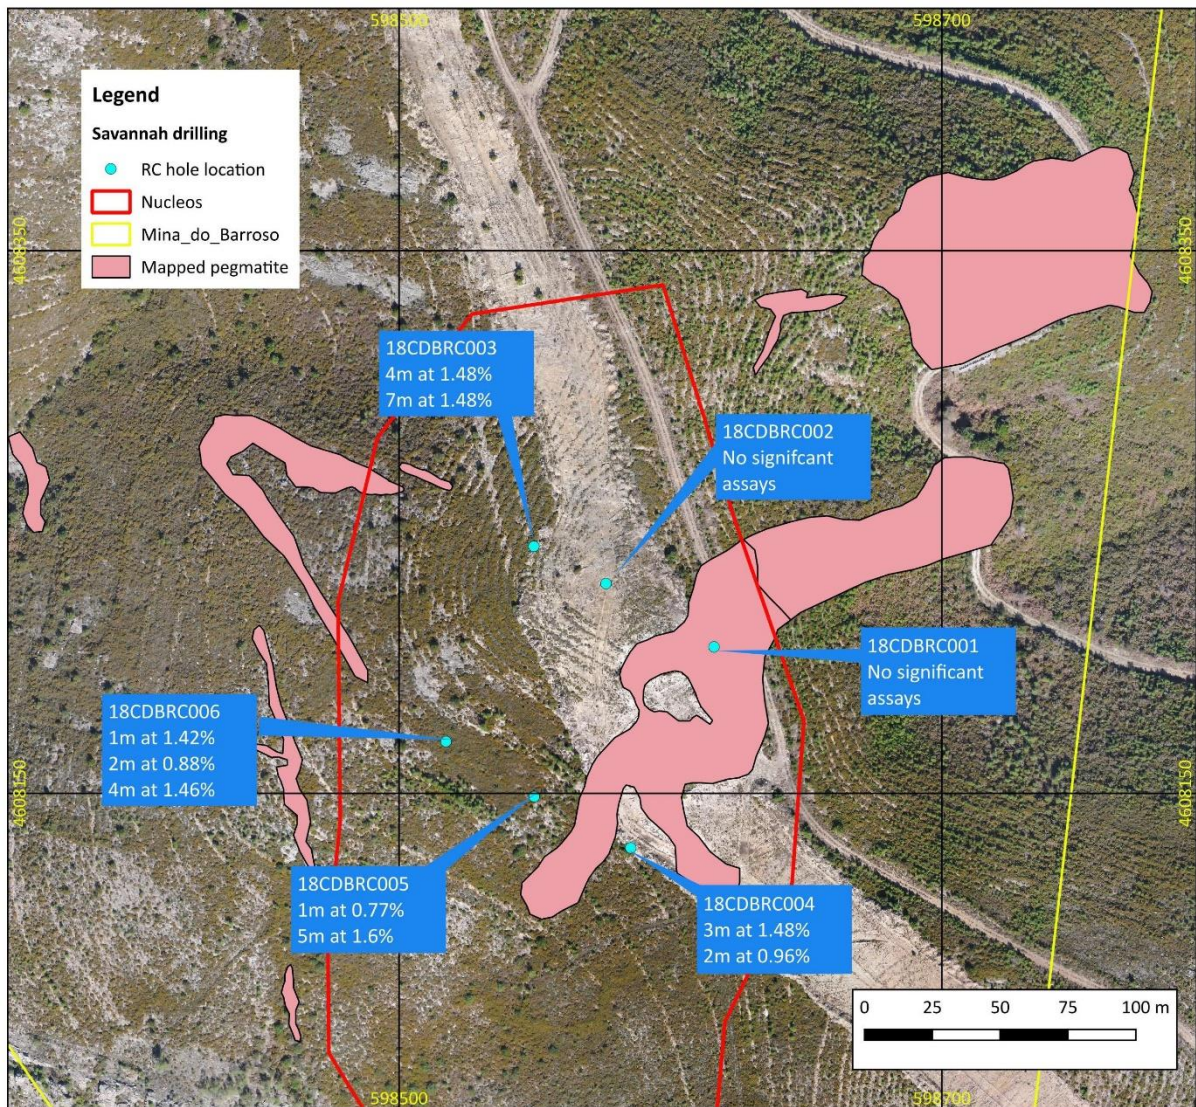 598500
598700
Legend
Savannah drilling
RC hole location
Nucleos
Mina_do_Barroso
Mapped pegmatite
4608350
4608350
18CDBRC003
4m at 1.48%
7m at 1.48%
18CDBRC002
No signifcant
assays
18CDBRC001
No significant
assays
18CDBRC006
1m at 1.42%
2m at 0.88%
4m at 1.46%
4608150
4608150
18CDBRC005
1m at 0.77%
5m at 1.6%
18CDBRC004
3m at 1.48%
2m at 0.96%
0 25 50 75 100 m
598500
598700